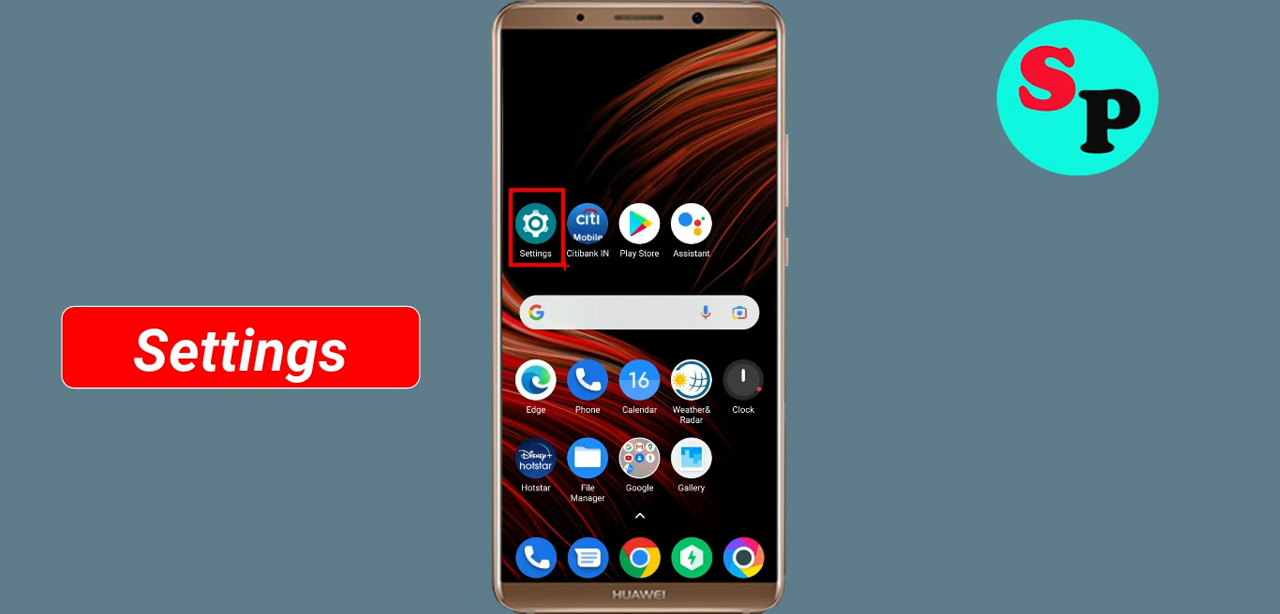 SP
Settings
Settings
citi
Mobile
Citibank IN
Play Store
Assistant
G
Edge
Phone
16
Calendar
Weather&
Radar
Clock
Disney+
hotstar
Hotstar
File
Manager
Google
Gallery
HUAWEI